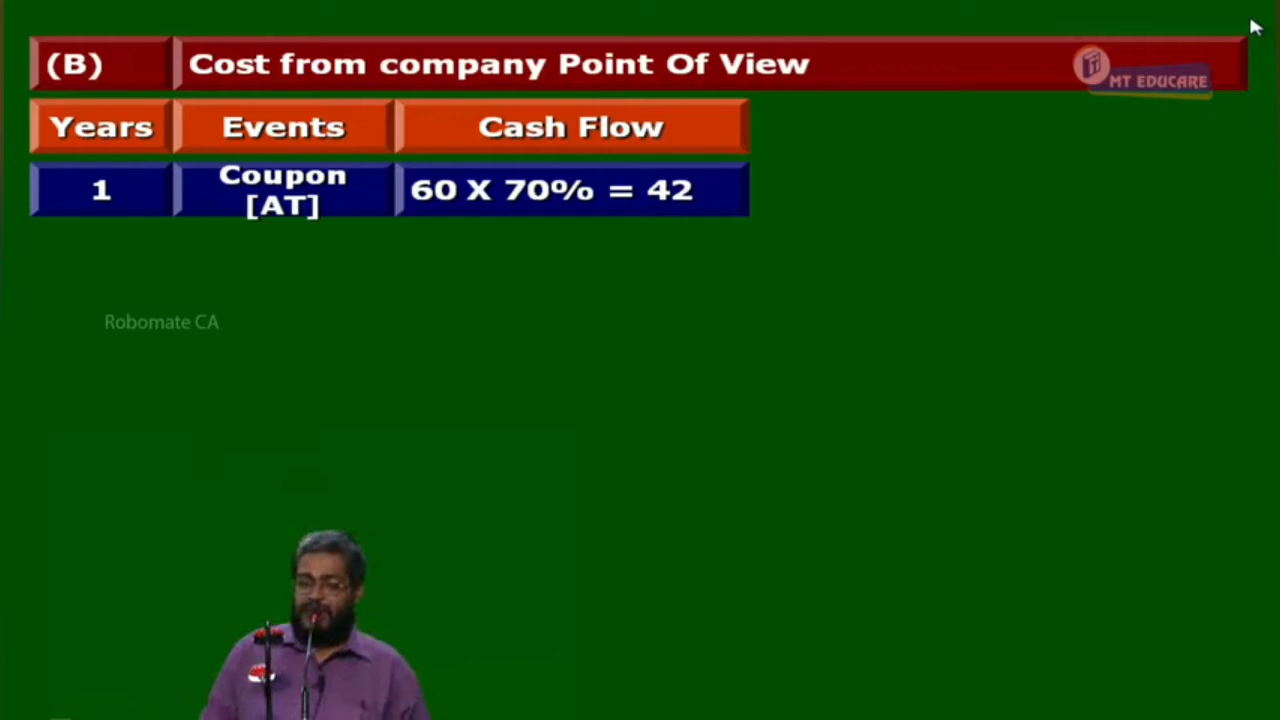 (B) Cost from company Point Of View
MT EDUCARE
Years Events Cash Flow
1 Coupon [AT] 60 X 70% = 42
Robomate CA